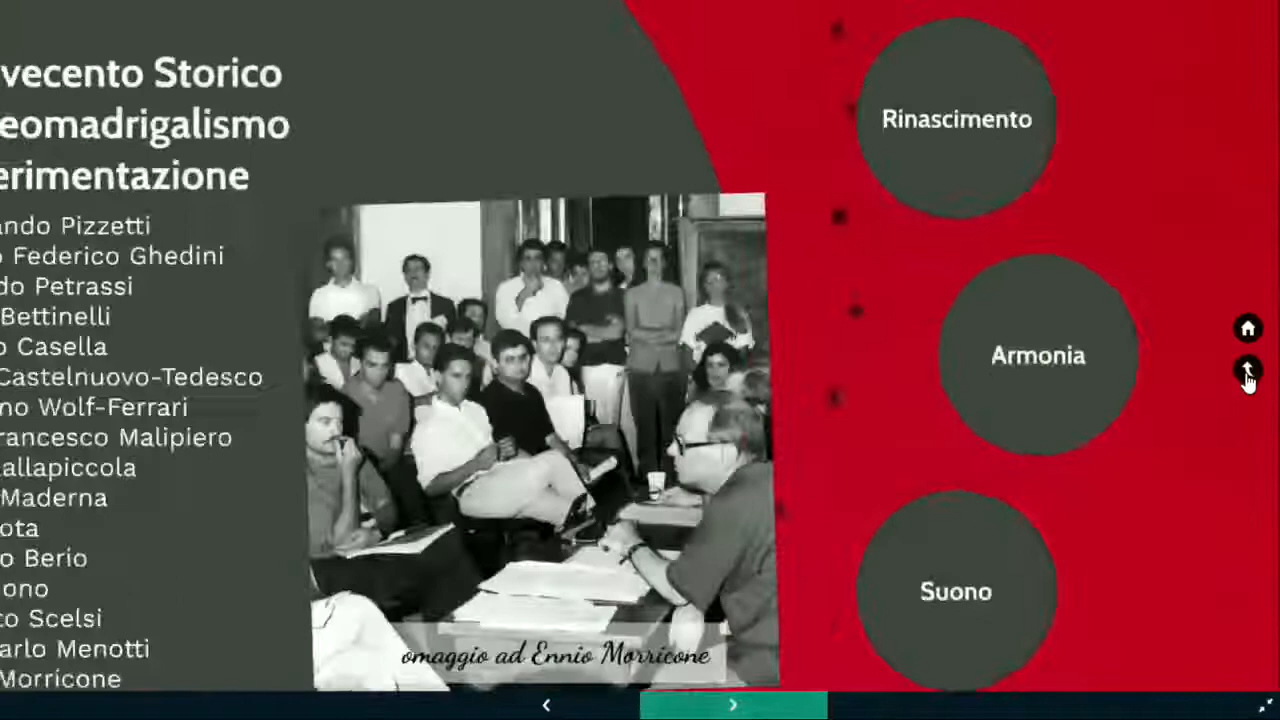 vecento Storico
eomadrigalismo
erimentazione
ando Pizzetti
o Federico Ghedini
do Petrassi
Bettinelli
o Casella
Castelnuovo-Tedesco
no Wolf-Ferrari
rancesco Malipiero
allapiccola
Maderna
ota
o Berio
ono
to Scelsi
arlo Menotti
Morricone
omaggio ad Ennio Morricone
Rinascimento
Armonia
Suono